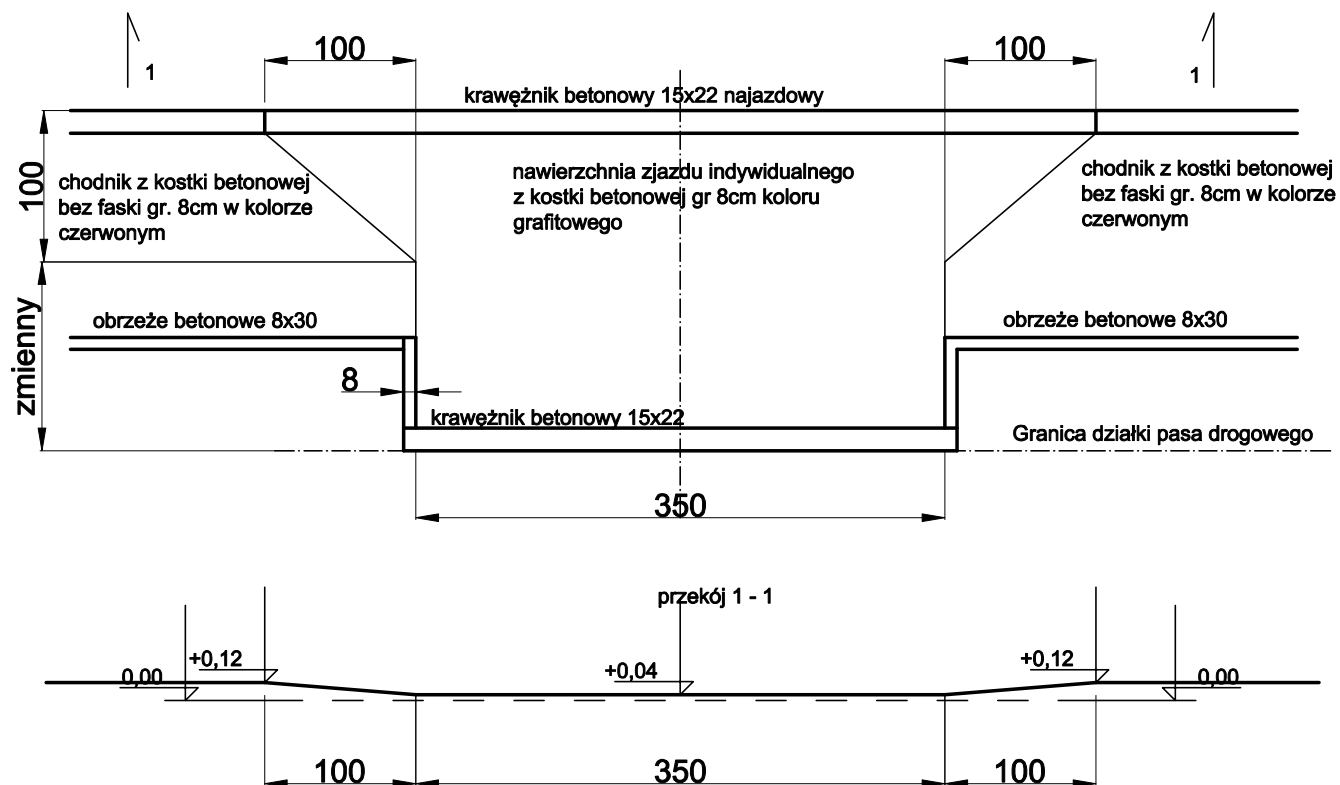 100
100
1
1
krawężnik betonowy 15x22 najazdowy
100
chodnik z kostki betonowej
bez faski gr. 8cm w kolorze
czerwonym
nawierzchnia zjazdu indywidualnego
z kostki betonowej gr 8cm koloru
grafitowego
chodnik z kostki betonowej
bez faski gr. 8cm w kolorze
czerwonym
zmienny
obrzeże betonowe 8x30
obrzeże betonowe 8x30
8
krawężnik betonowy 15x22
Granica działki pasa drogowego
350
przekój 1 - 1
0,00
+0,12
+0,04
+0,12
0,00
100
350
100